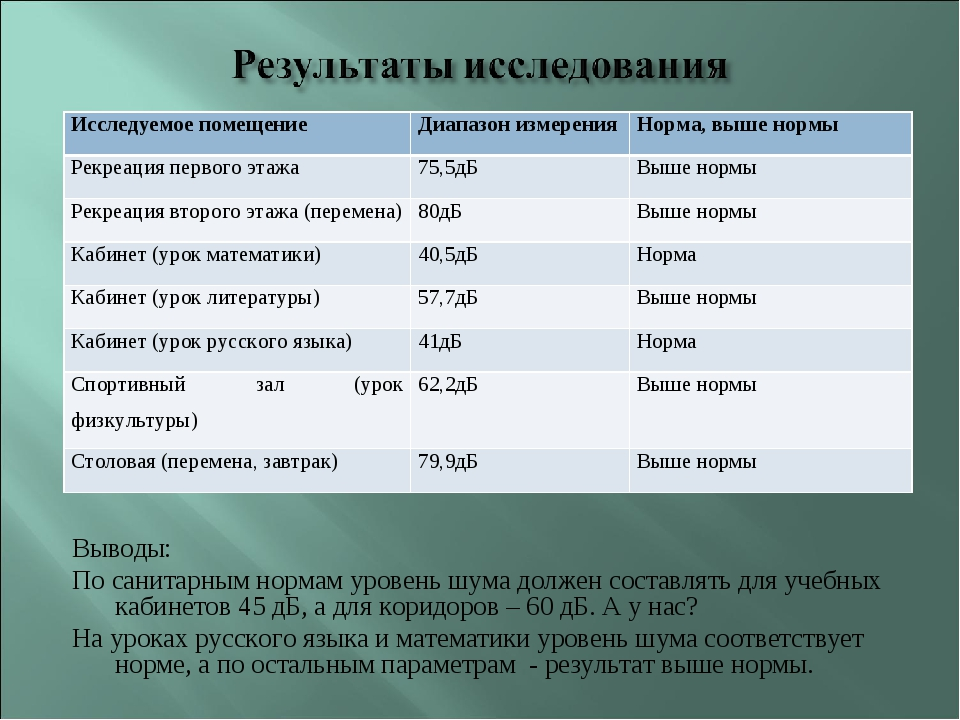 Результаты исследования
Исследуемое помещение Диапазон измерения Норма, выше нормы
Рекреация первого этажа 75,5дБ Выше нормы
Рекреация второго этажа (перемена) 80дБ Выше нормы
Кабинет (урок математики) 40,5дБ Норма
Кабинет (урок литературы) 57,7дБ Выше нормы
Кабинет (урок русского языка) 41дБ Норма
Спортивный зал (урок 62,2дБ Выше нормы
физкультуры)
Столовая (перемена, завтрак) 79,9дБ Выше нормы
Выводы:
По санитарным нормам уровень шума должен составлять для учебных
кабинетов 45 дБ, а для коридоров – 60 дБ. А у нас?
На уроках русского языка и математики уровень шума соответствует
норме, а по остальным параметрам - результат выше нормы.